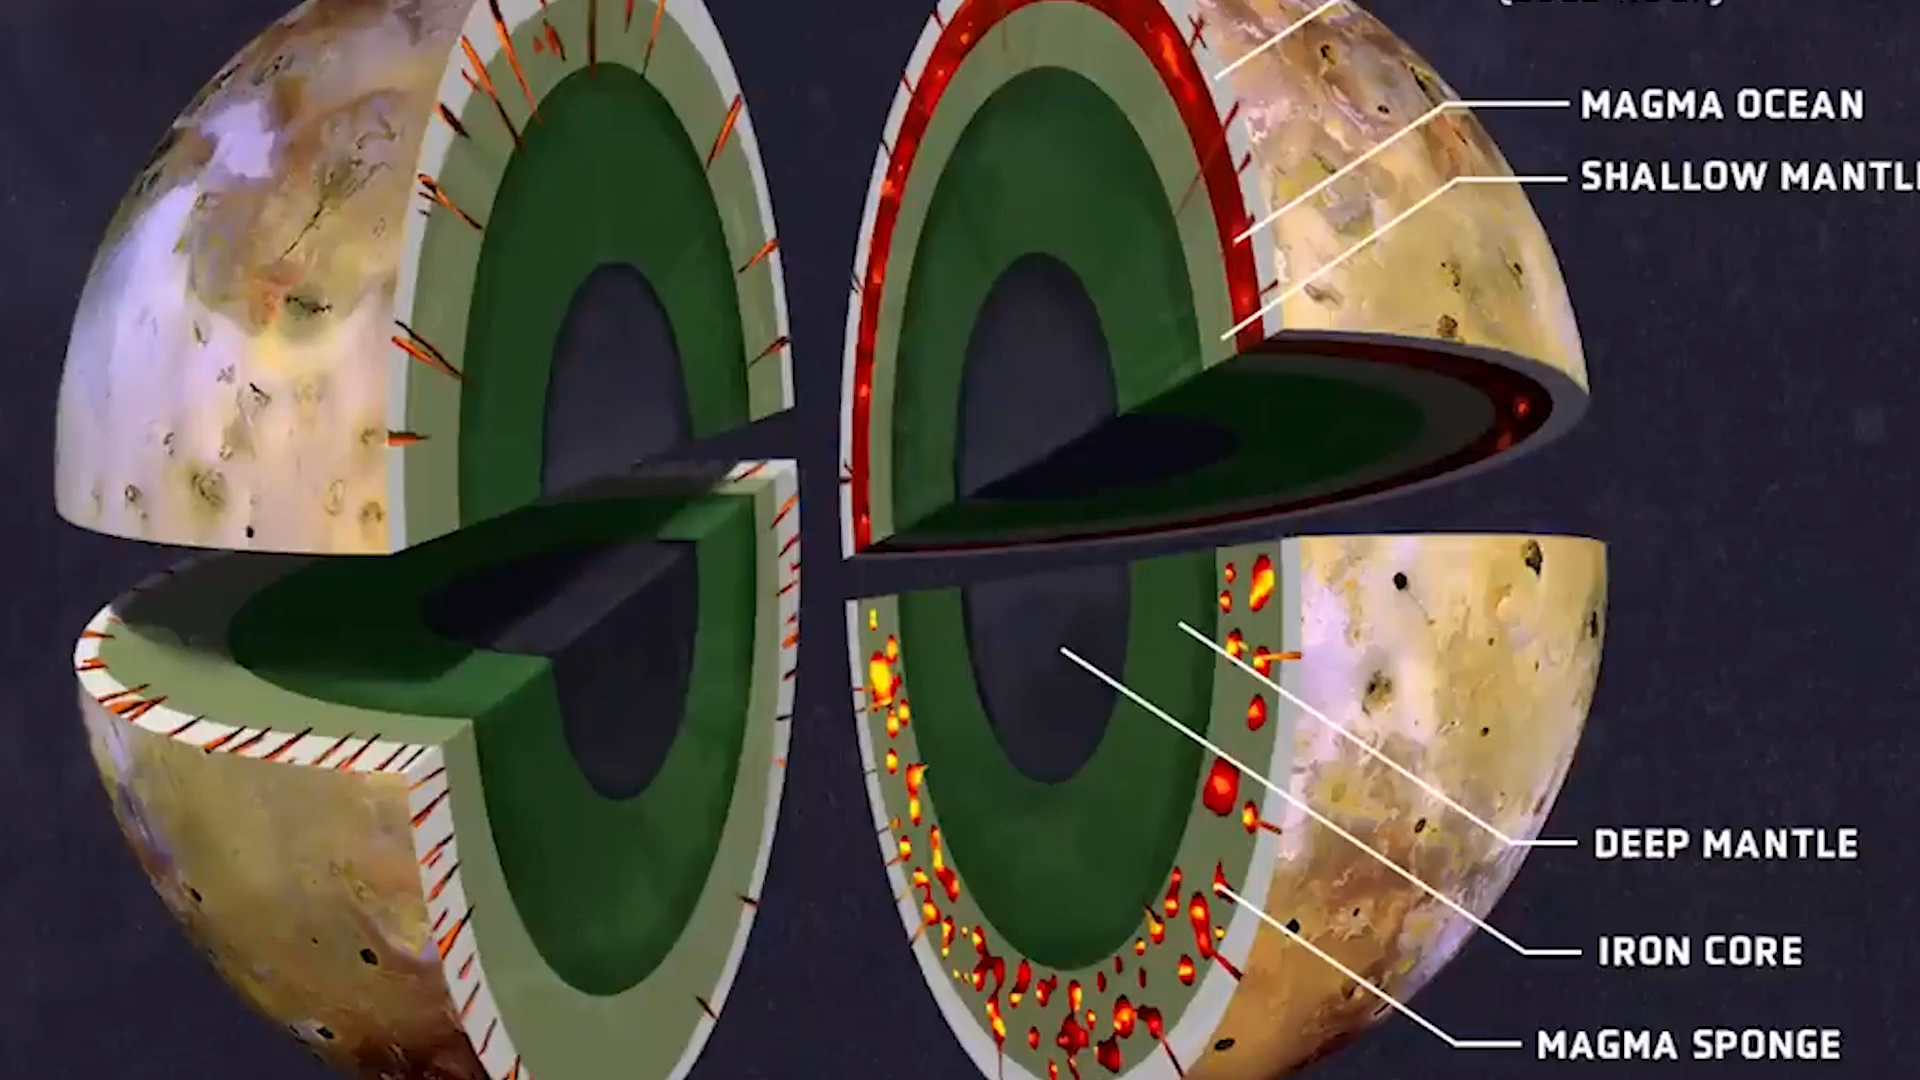 MAGMA OCEAN
SHALLOW MANTL
DEEP MANTLE
IRON CORE
MAGMA SPONGE